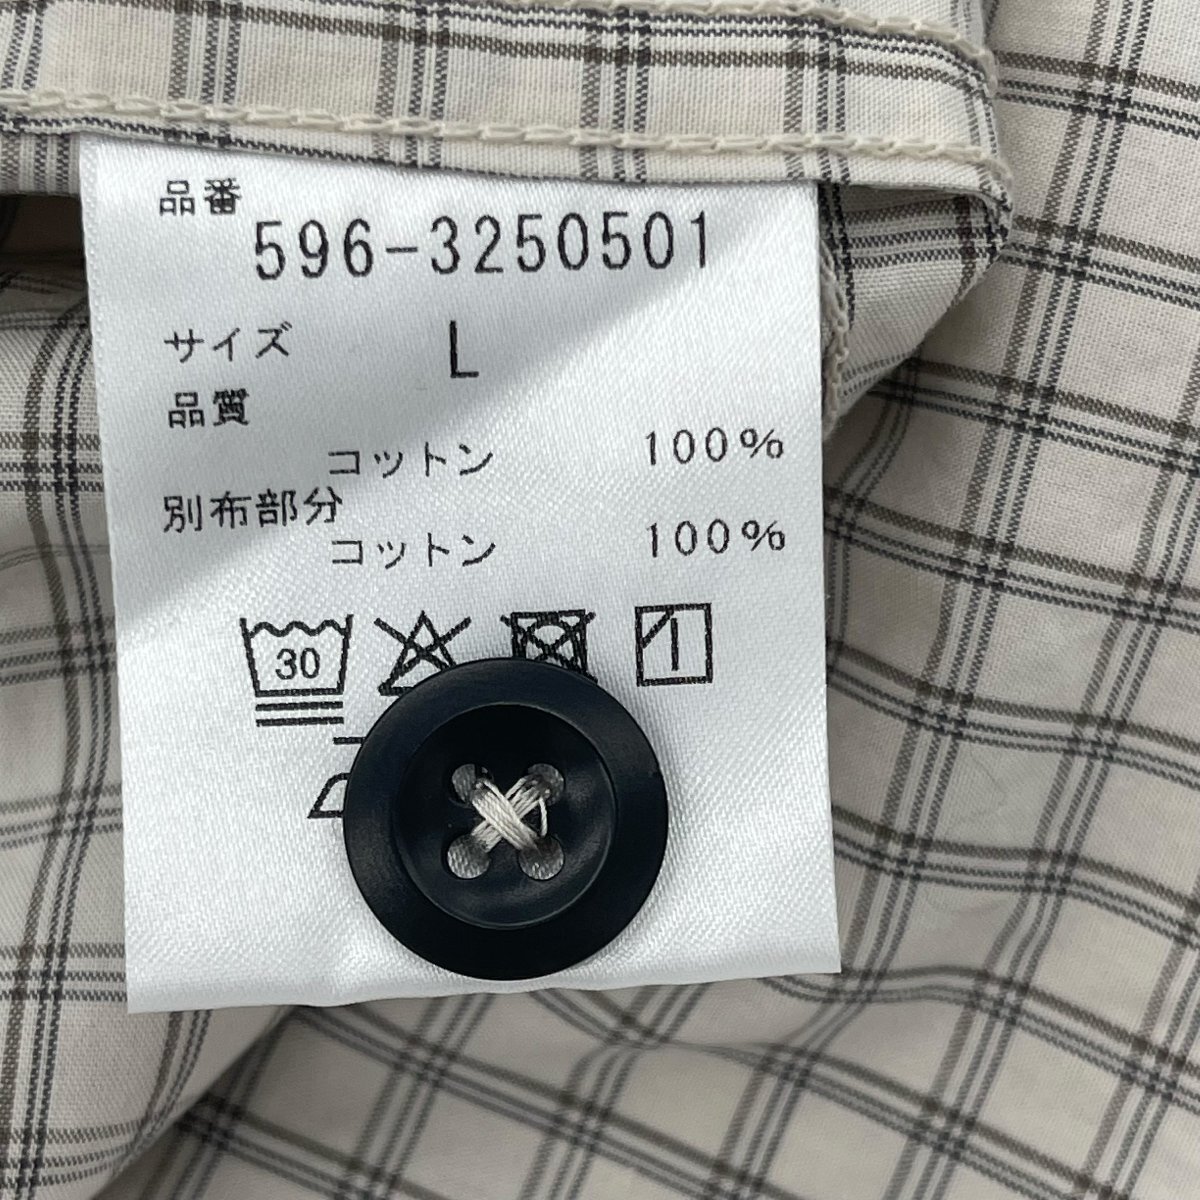 品番
596-3250501
サイズ L
品質
コットン 100%
別布部分
コットン 100%
30